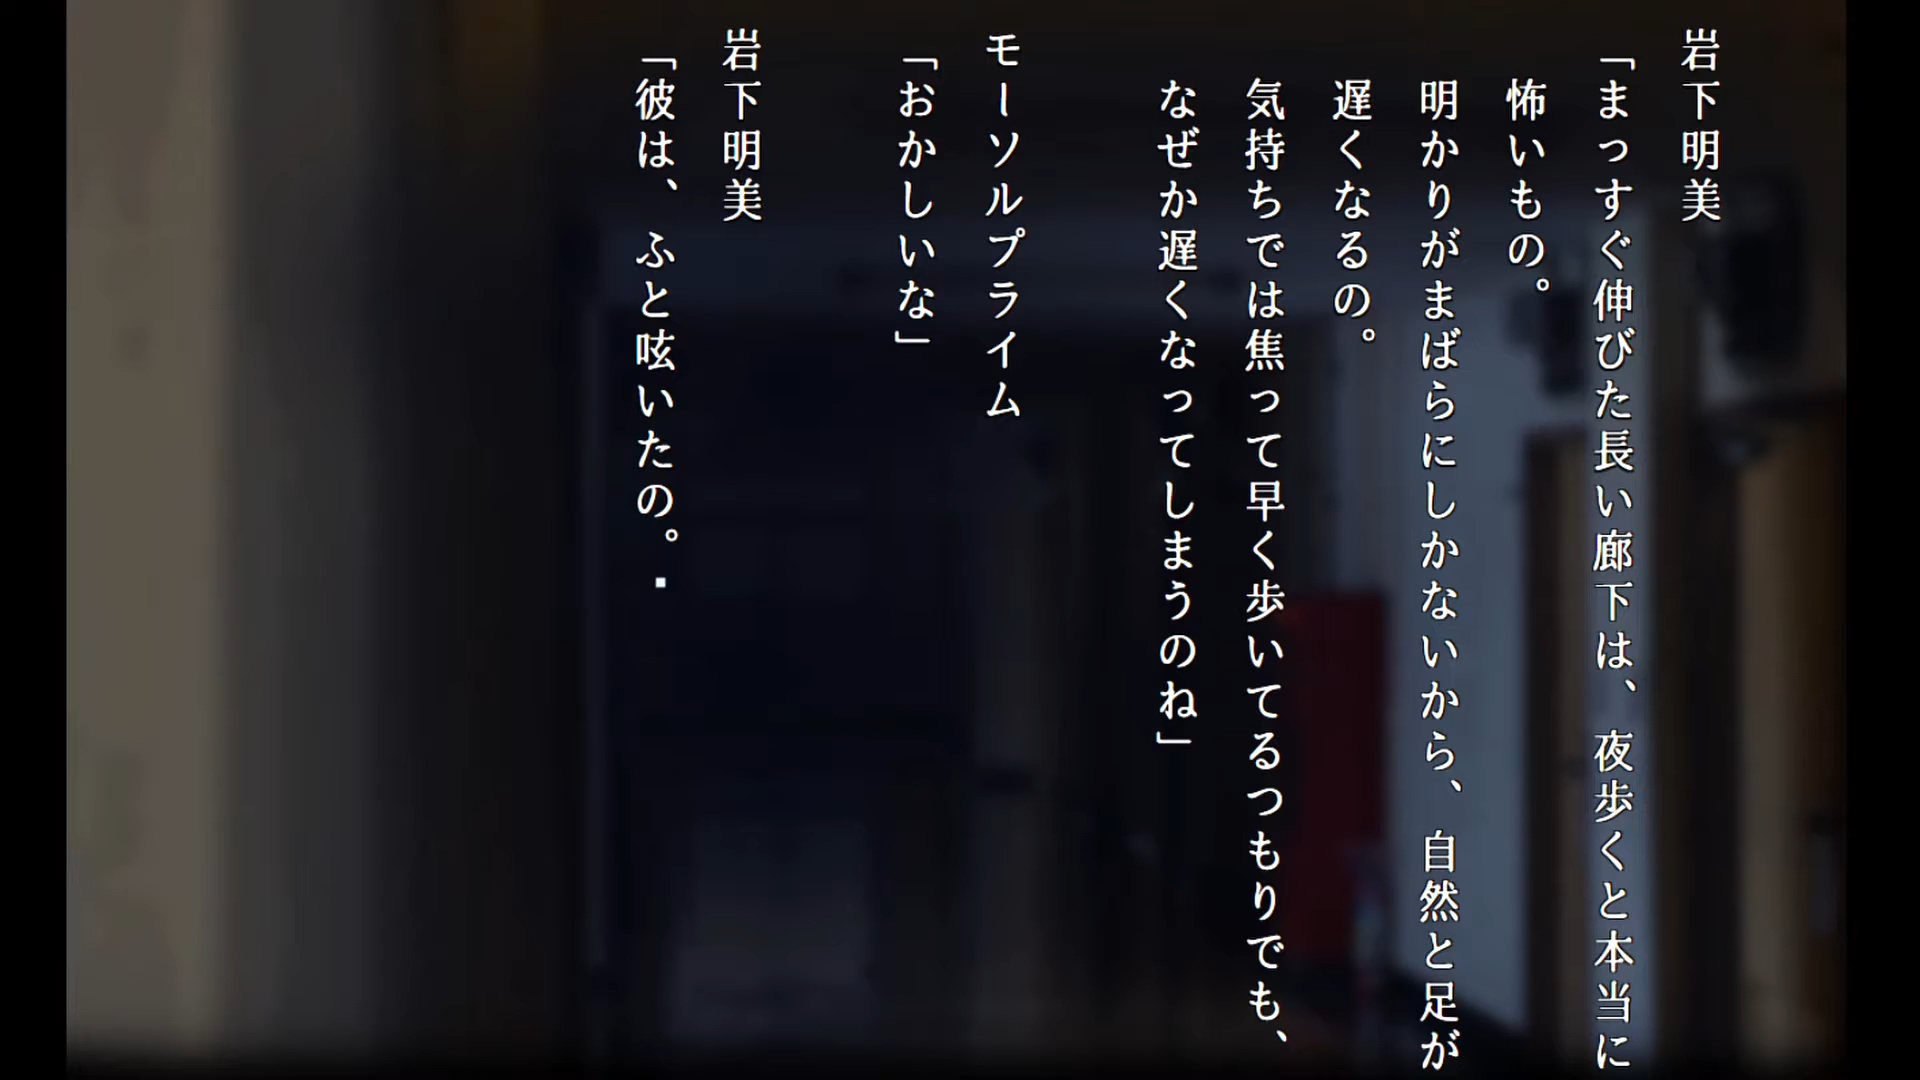 岩下明美
「まっすぐ伸びた長い廊下は、夜歩くと本当に
怖いもの。
明かりがまばらにしかないから、自然と足が
遅くなるの。
気持ちでは焦って早く歩いてるつもりでも、
なぜか遅くなってしまうのね」
モーソルプライム
「おかしいな」
岩下明美
「彼は、ふと呟いたの。